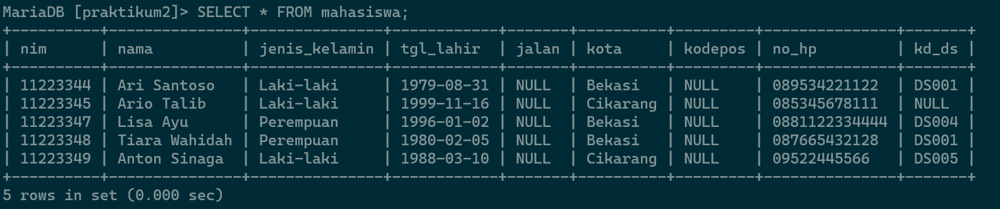 MariaDB [praktikum2]> SELECT * FROM mahasiswa;
+----------+---------------+---------------+------------+-------+----------+---------+---------------+-------+
| nim      | nama          | jenis_kelamin | tgl_lahir  | jalan | kota     | kodepos | no_hp         | kd_ds |
+----------+---------------+---------------+------------+-------+----------+---------+---------------+-------+
| 11223344 | Ari Santoso   | Laki-laki     | 1979-08-31 | NULL  | Bekasi   | NULL    | 089534221122  | DS001 |
| 11223345 | Ario Talib    | Laki-laki     | 1999-11-16 | NULL  | Cikarang | NULL    | 085345678111  | NULL  |
| 11223347 | Lisa Ayu      | Perempuan     | 1996-01-02 | NULL  | Bekasi   | NULL    | 0881122334444 | DS004 |
| 11223348 | Tiara Wahidah | Perempuan     | 1980-02-05 | NULL  | Bekasi   | NULL    | 087665432128  | DS001 |
| 11223349 | Anton Sinaga  | Laki-laki     | 1988-03-10 | NULL  | Cikarang | NULL    | 09522445566   | DS005 |
+----------+---------------+---------------+------------+-------+----------+---------+---------------+-------+
5 rows in set (0.000 sec)